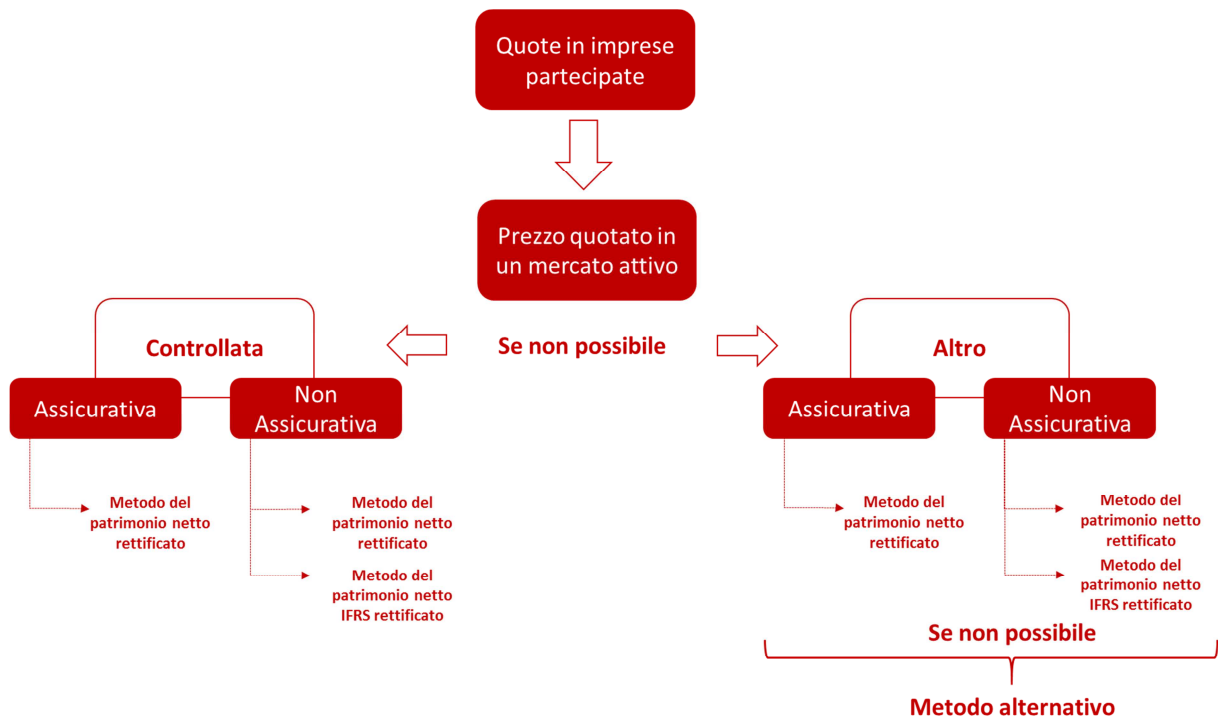 Quote in imprese
partecipate
Prezzo quotato in
un mercato attivo
Controllata
Se non possibile
Altro
Assicurativa
Non
Assicurativa
Assicurativa
Non
Assicurativa
Metodo del
patrimonio netto
rettificato
Metodo del
patrimonio netto
rettificato
Metodo del
patrimonio netto
IFRS rettificato
Metodo del
patrimonio netto
rettificato
Metodo del
patrimonio netto
rettificato
Metodo del
patrimonio netto
IFRS rettificato
Se non possibile
Metodo alternativo